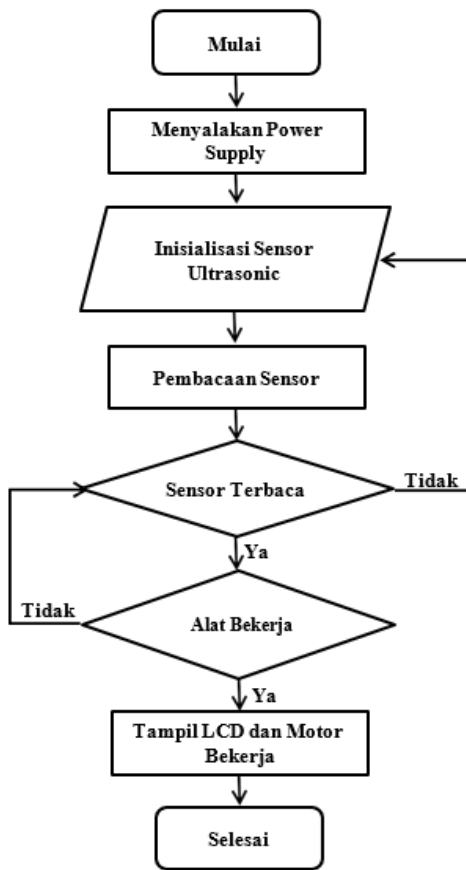 Mulai
Menyalakan Power
Supply
Inisialisasi Sensor
Ultrasonic
Pembacaan Sensor
Sensor Terbaca
Tidak
Ya
Alat Bekerja
Tidak
Ya
Tampil LCD dan Motor
Bekerja
Selesai